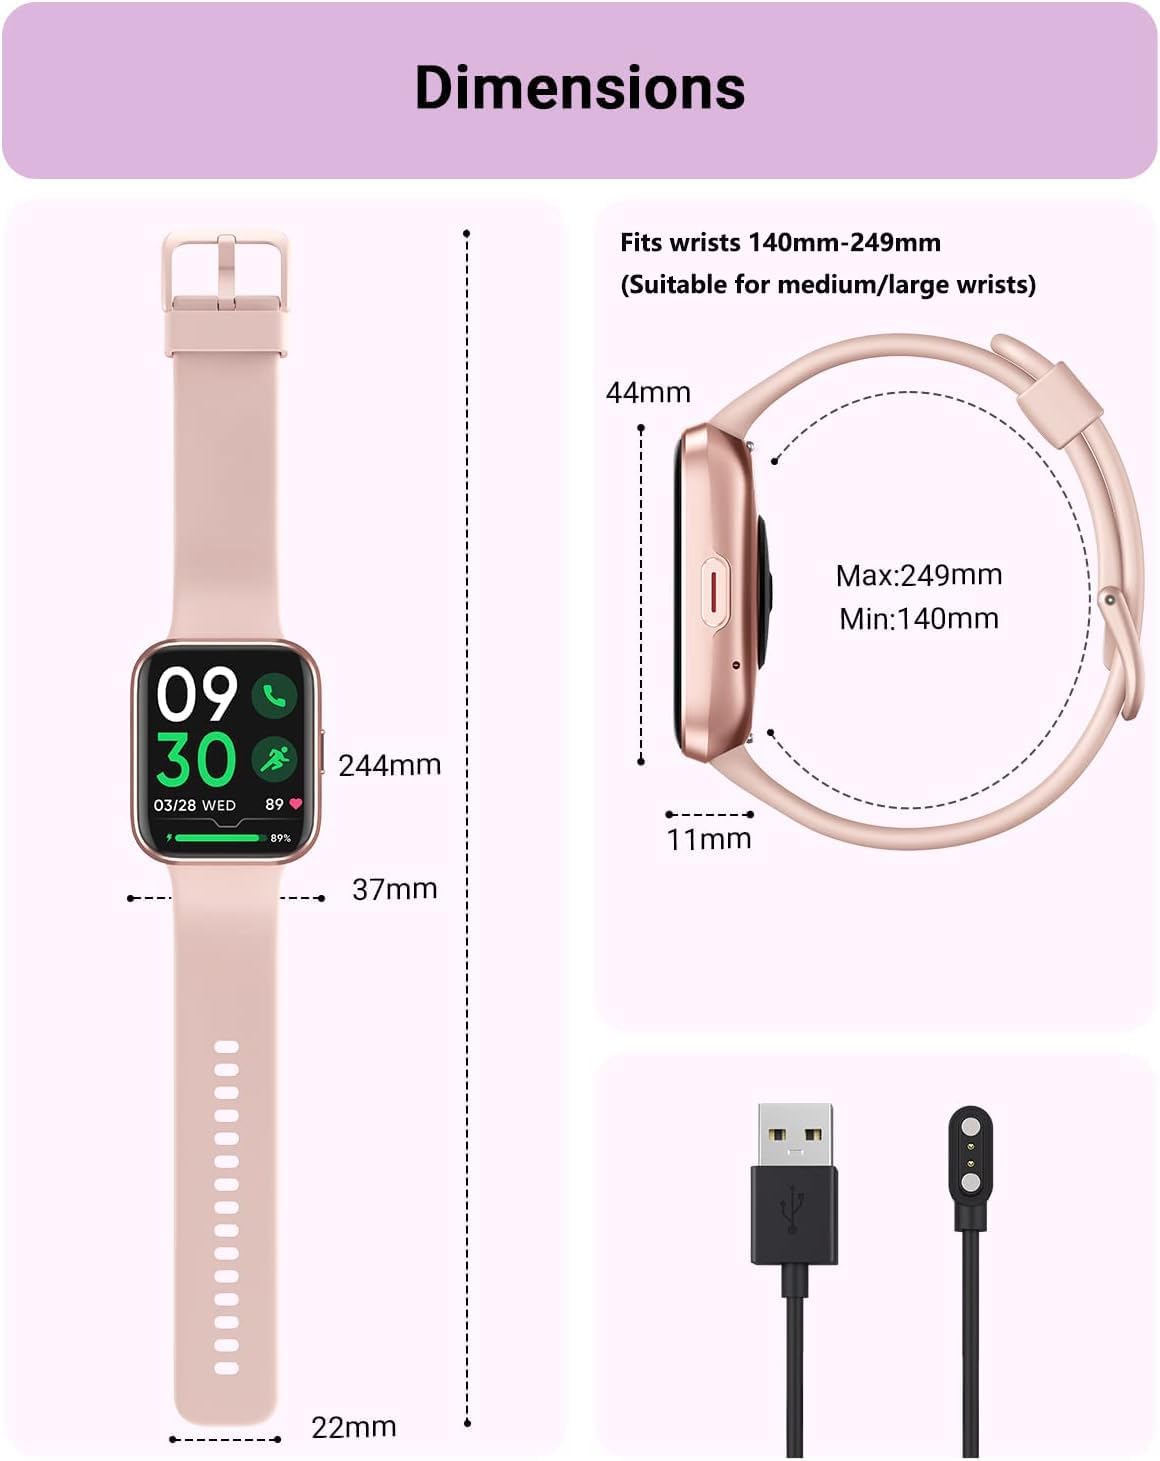 Dimensions
09
30
03/28 WED 89
89%
244mm
37mm
22mm
Fits wrists 140mm-249mm
(Suitable for medium/large wrists)
44mm
Max:249mm
Min:140mm
11mm